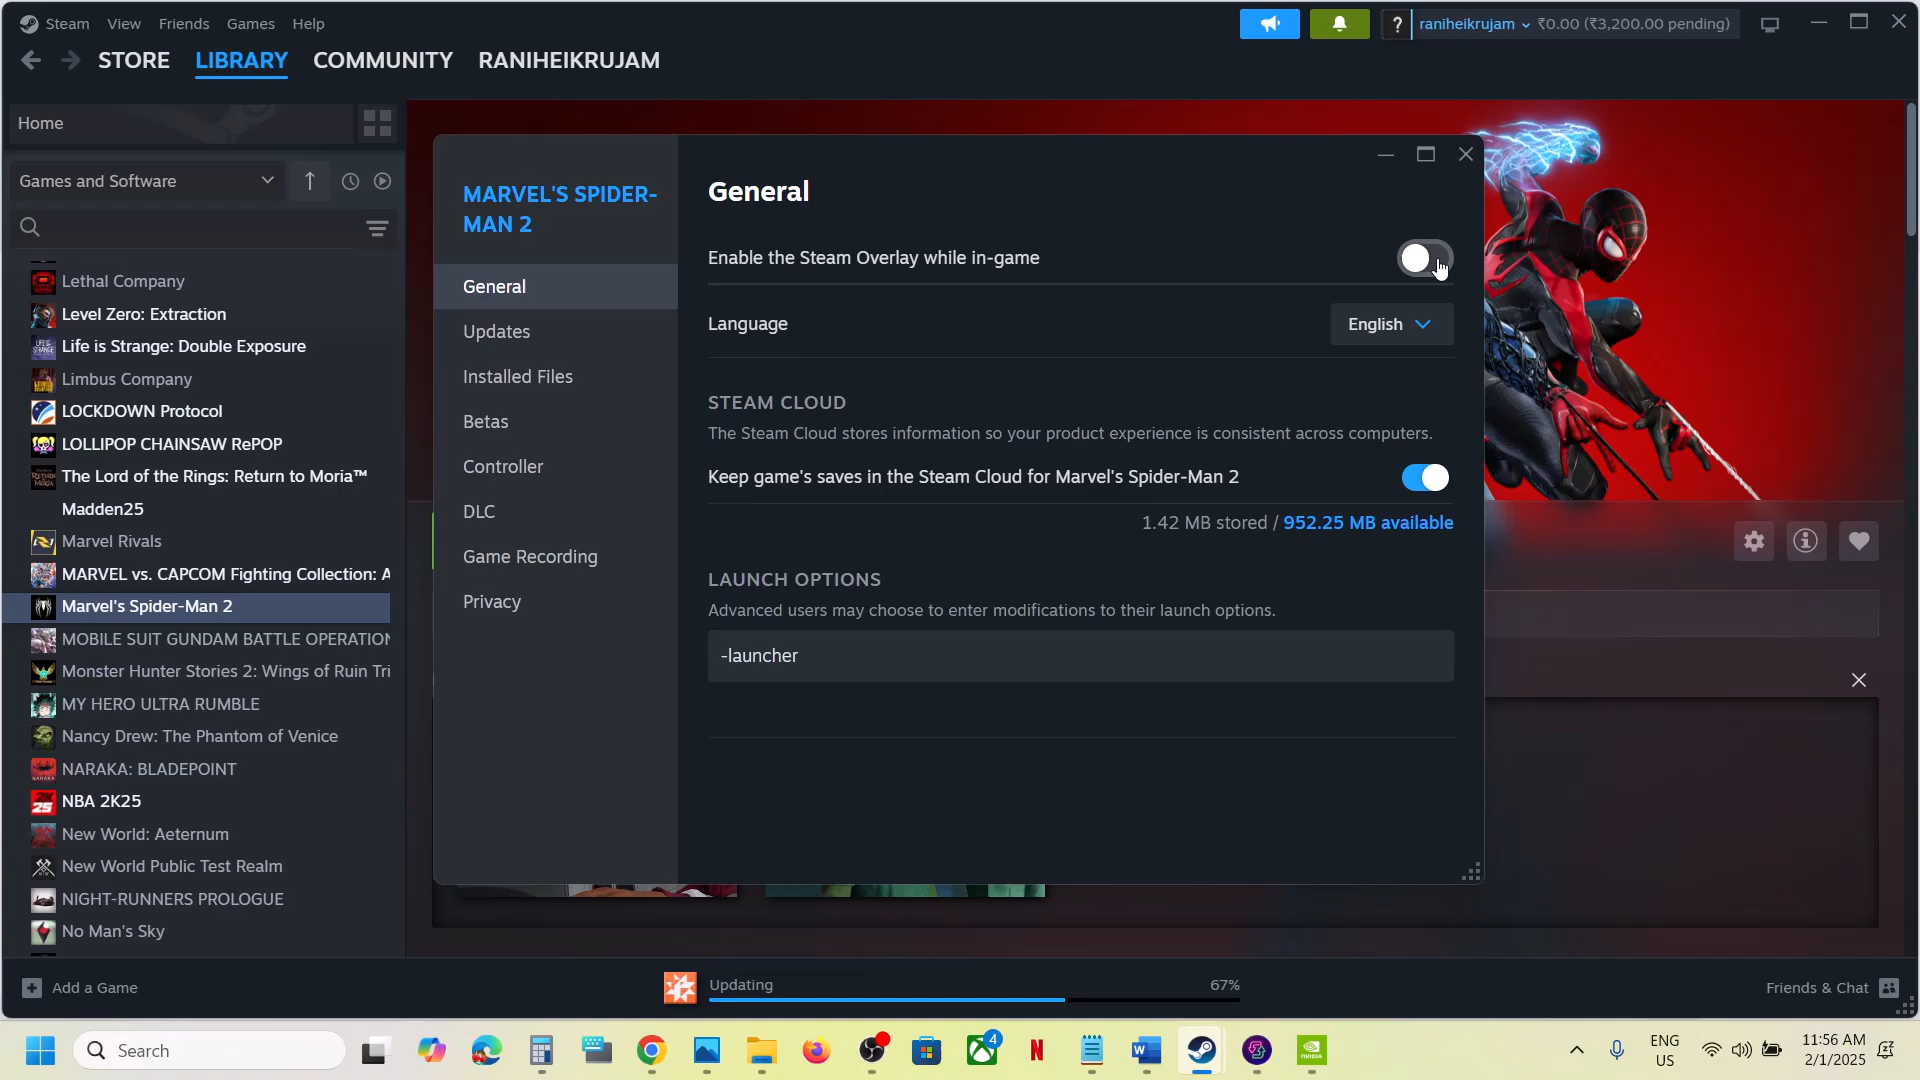 Steam View Friends Games Help
? raniheikrujam ₹0.00 (₹3,200.00 pending)
STORE LIBRARY COMMUNITY RANIHEIKRUJAM
Home
Games and Software
Lethal Company
Level Zero: Extraction
Life is Strange: Double Exposure
Limbus Company
LOCKDOWN Protocol
LOLLIPOP CHAINSAW RePOP
The Lord of the Rings: Return to Moria™
Madden25
Marvel Rivals
MARVEL vs. CAPCOM Fighting Collection: A
Marvel's Spider-Man 2
MOBILE SUIT GUNDAM BATTLE OPERATION
Monster Hunter Stories 2: Wings of Ruin Tri
MY HERO ULTRA RUMBLE
Nancy Drew: The Phantom of Venice
NARAKA: BLADEPOINT
NBA 2K25
New World: Aeternum
New World Public Test Realm
NIGHT-RUNNERS PROLOGUE
No Man's Sky
MARVEL'S SPIDER-
MAN 2
General
Updates
Installed Files
Betas
Controller
DLC
Game Recording
Privacy
General
Enable the Steam Overlay while in-game
Language English
STEAM CLOUD
The Steam Cloud stores information so your product experience is consistent across computers.
Keep game's saves in the Steam Cloud for Marvel's Spider-Man 2
1.42 MB stored / 952.25 MB available
LAUNCH OPTIONS
Advanced users may choose to enter modifications to their launch options.
-launcher
Add a Game
Updating 67%
Friends & Chat
Search
4
ENG
US
11:56 AM
2/1/2025